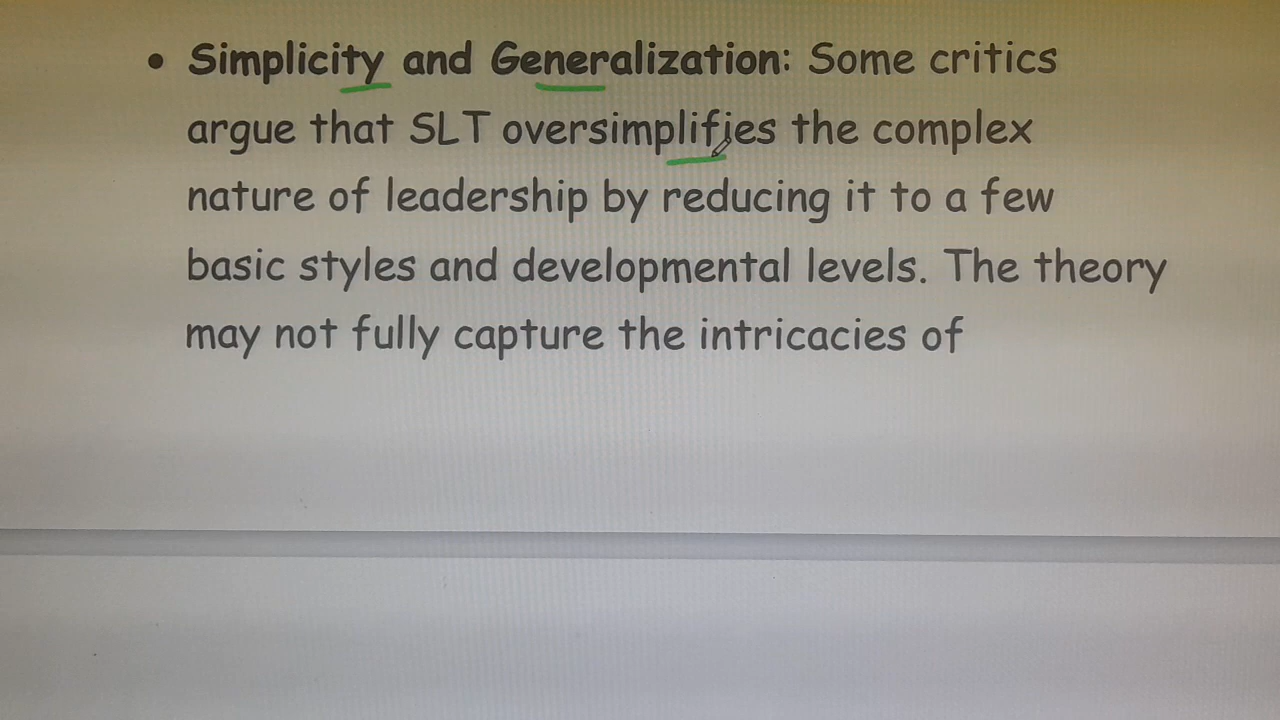 • Simplicity and Generalization: Some critics
argue that SLT oversimplifies the complex
nature of leadership by reducing it to a few
basic styles and developmental levels. The theory
may not fully capture the intricacies of